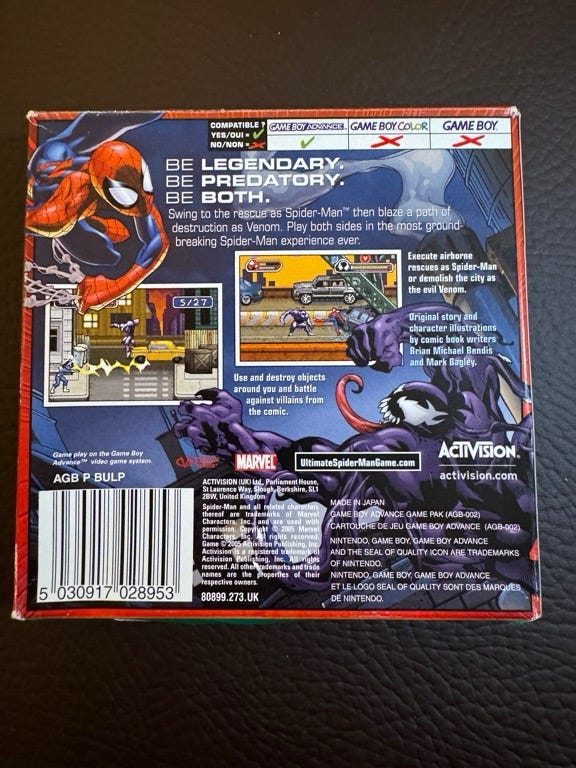 COMPATIBLE ? GAME BOY ADVANCE GAME BOY COLOR GAME BOY
YES/OUI =
NO/NON =
BE LEGENDARY.
BE PREDATORY.
BE BOTH.
Swing to the rescue as Spider-Man™ then blaze a path of
destruction as Venom. Play both sides in the most ground-
breaking Spider-Man experience ever.
Execute airborne
rescues as Spider-Man
or demolish the city as
the evil Venom.
5/27
Original story and
character illustrations
by comic book writers
Brian Michael Bendis
and Mark Bagley.
Use and destroy objects
around you and battle
against villains from
the comic.
Game play on the Game Boy
Advance™ video game system.
AGB P BULP
MARVEL
UltimateSpiderManGame.com
ACTIVISION
activision.com
ACTIVISION (UK) Ltd, Parliament House,
St Laurence Way, Slough, Berkshire, SL1
2BW, United Kingdom
Spider-Man and all related characters
thereof are trademarks of Marvel
Characters, Inc., and are used with
permission. Copyright © 2005 Marvel
Characters, Inc. All rights reserved.
Game © 2005 Activision Publishing, Inc.
Activision is a registered trademark of
Activision Publishing, Inc. All rights
reserved. All other trademarks and trade
names are the properties of their
respective owners.
80899.273.UK
MADE IN JAPAN
GAME BOY ADVANCE GAME PAK (AGB-002)
CARTOUCHE DE JEU GAME BOY ADVANCE (AGB-002)
NINTENDO, GAME BOY, GAME BOY ADVANCE
AND THE SEAL OF QUALITY ICON ARE TRADEMARKS
OF NINTENDO.
NINTENDO, GAME BOY, GAME BOY ADVANCE
ET LE LOGO SEAL OF QUALITY SONT DES MARQUES
DE NINTENDO.
5 030917 028953